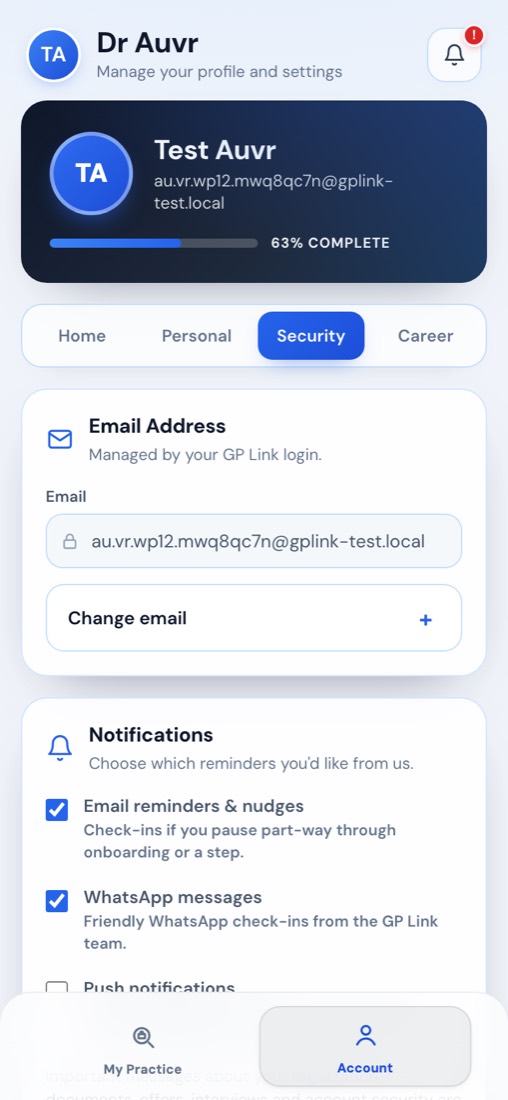 TA
Dr Auvr
Manage your profile and settings
!
TA
Test Auvr
au.vr.wp12.mwq8qc7n@gplink-
test.local
63% COMPLETE
Home
Personal
Security
Career
Email Address
Managed by your GP Link login.
Email
au.vr.wp12.mwq8qc7n@gplink-test.local
Change email
+
Notifications
Choose which reminders you'd like from us.
Email reminders & nudges
Check-ins if you pause part-way through
onboarding or a step.
WhatsApp messages
Friendly WhatsApp check-ins from the GP Link
team.
Push notifications
My Practice
Account